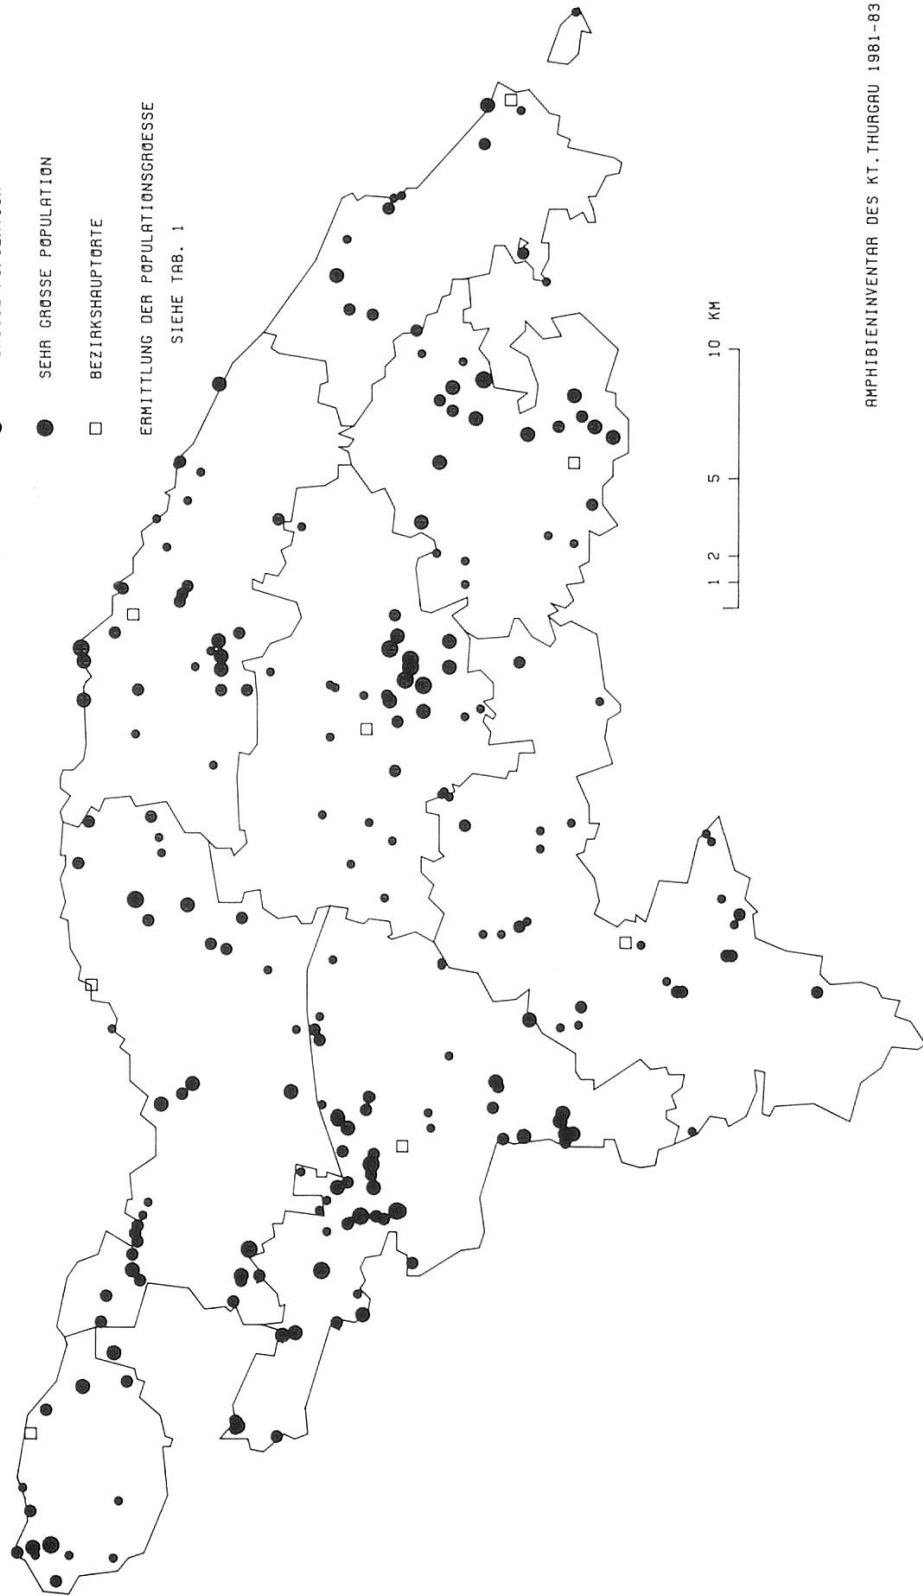 SEHR GROSSE POPULATION
BEZIRKSHAUPTORTE
ERMITTLUNG DER POPULATIONSGROESSE
SIEHE TAB. 1
1 2 5 10 KM
AMPHIBIENINVENTAR DES KT. THURGAU 1981-83